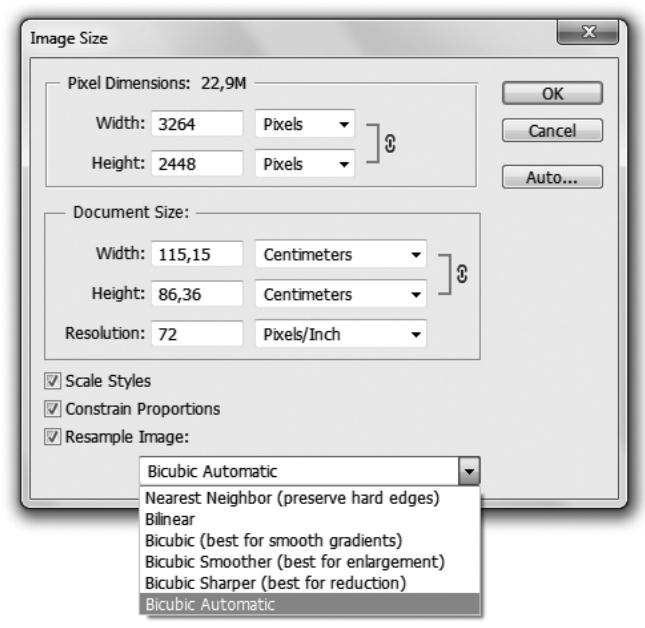 Image Size
x
Pixel Dimensions: 22,9M
Width: 3264 Pixels
Height: 2448 Pixels
OK
Cancel
Auto...
Document Size:
Width: 115,15 Centimeters
Height: 86,36 Centimeters
Resolution: 72 Pixels/Inch
Scale Styles
Constrain Proportions
Resample Image:
Bicubic Automatic
Nearest Neighbor (preserve hard edges)
Bilinear
Bicubic (best for smooth gradients)
Bicubic Smoother (best for enlargement)
Bicubic Sharper (best for reduction)
Bicubic Automatic